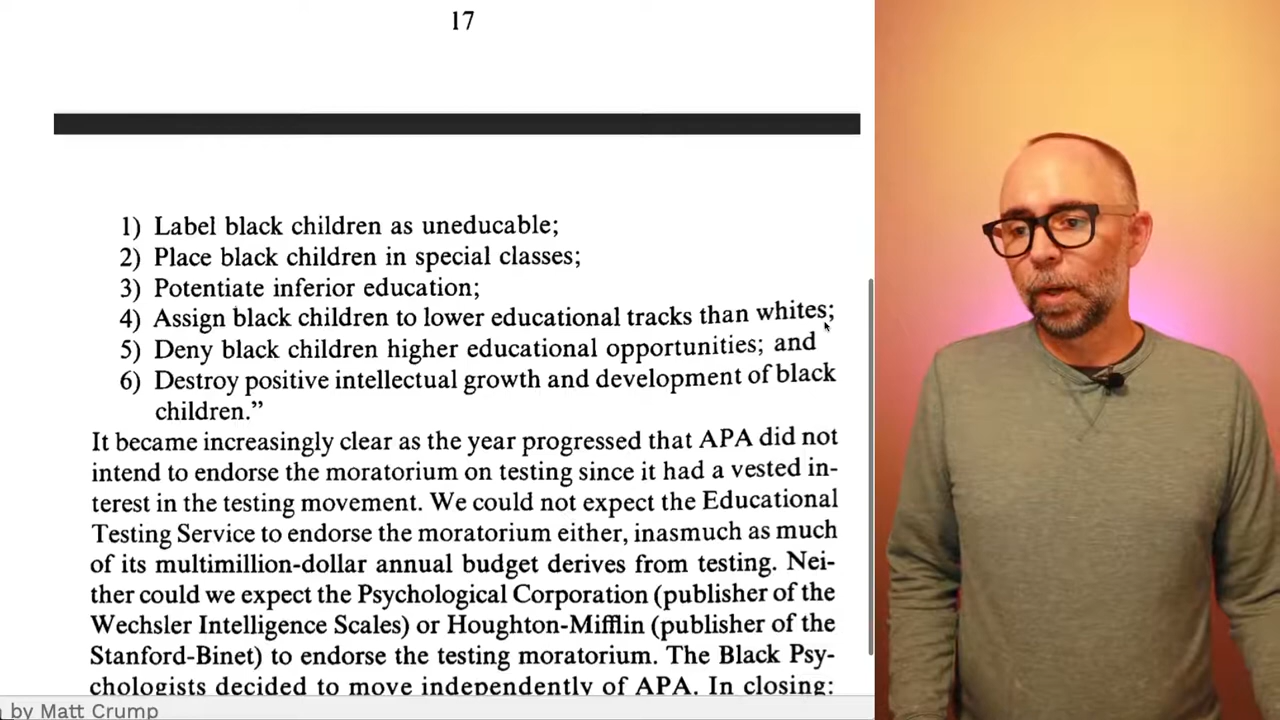 17
1) Label black children as uneducable;
2) Place black children in special classes;
3) Potentiate inferior education;
4) Assign black children to lower educational tracks than whites;
5) Deny black children higher educational opportunities; and
6) Destroy positive intellectual growth and development of black
children.”
It became increasingly clear as the year progressed that APA did not
intend to endorse the moratorium on testing since it had a vested in-
terest in the testing movement. We could not expect the Educational
Testing Service to endorse the moratorium either, inasmuch as much
of its multimillion-dollar annual budget derives from testing. Nei-
ther could we expect the Psychological Corporation (publisher of the
Wechsler Intelligence Scales) or Houghton-Mifflin (publisher of the
Stanford-Binet) to endorse the testing moratorium. The Black Psy-
chologists decided to move independently of APA. In closing:
by Matt Crump